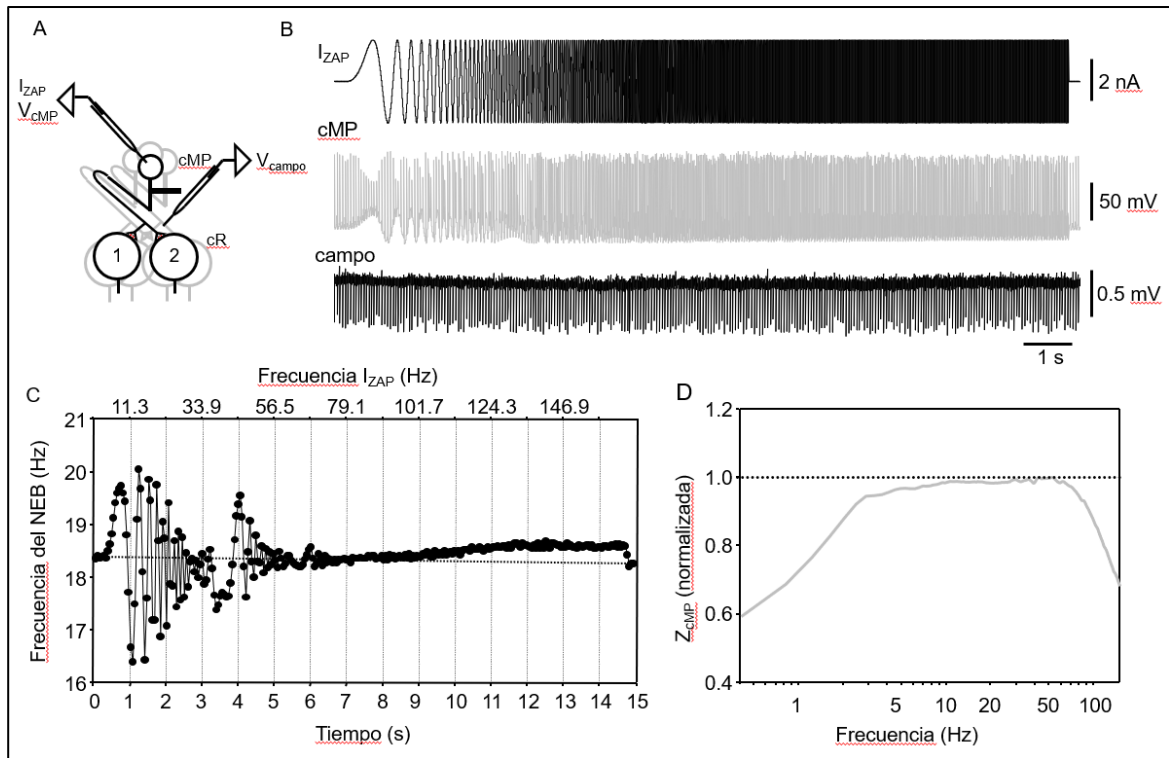 A
I_ZAP
V_cMP
cMP
V_campo
1
2
cR
B
I_ZAP
2 nA
cMP
50 mV
campo
0.5 mV
1 s
C
Frecuencia I_ZAP (Hz)
11.3 33.9 56.5 79.1 101.7 124.3 146.9
Frecuencia del NEB (Hz)
21
20
19
18
17
16
0 1 2 3 4 5 6 7 8 9 10 11 12 13 14 15
Tiempo (s)
D
Z_cMP (normalizada)
1.2
1.0
0.8
0.6
0.4
1 5 10 50 100
Frecuencia (Hz)